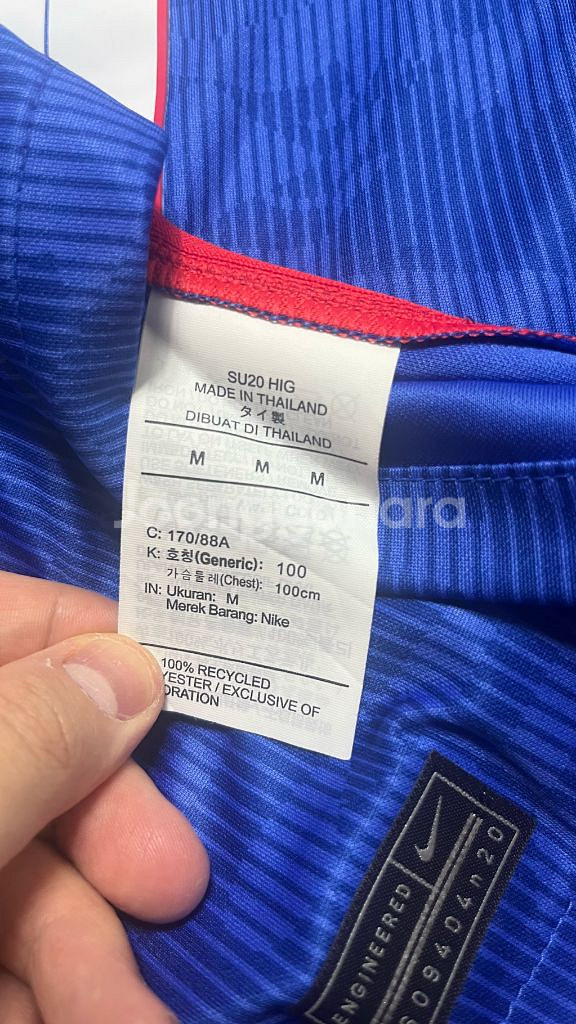 SU20 HIG
MADE IN THAILAND
タイ製
DIBUAT DI THAILAND
M M M
C: 170/88A
K: 호칭(Generic): 100
가슴둘레(Chest): 100cm
IN: Ukuran: M
Merek Barang: Nike
100% RECYCLED
YESTER / EXCLUSIVE OF
ORATION
ENGINEERED
S09404n20